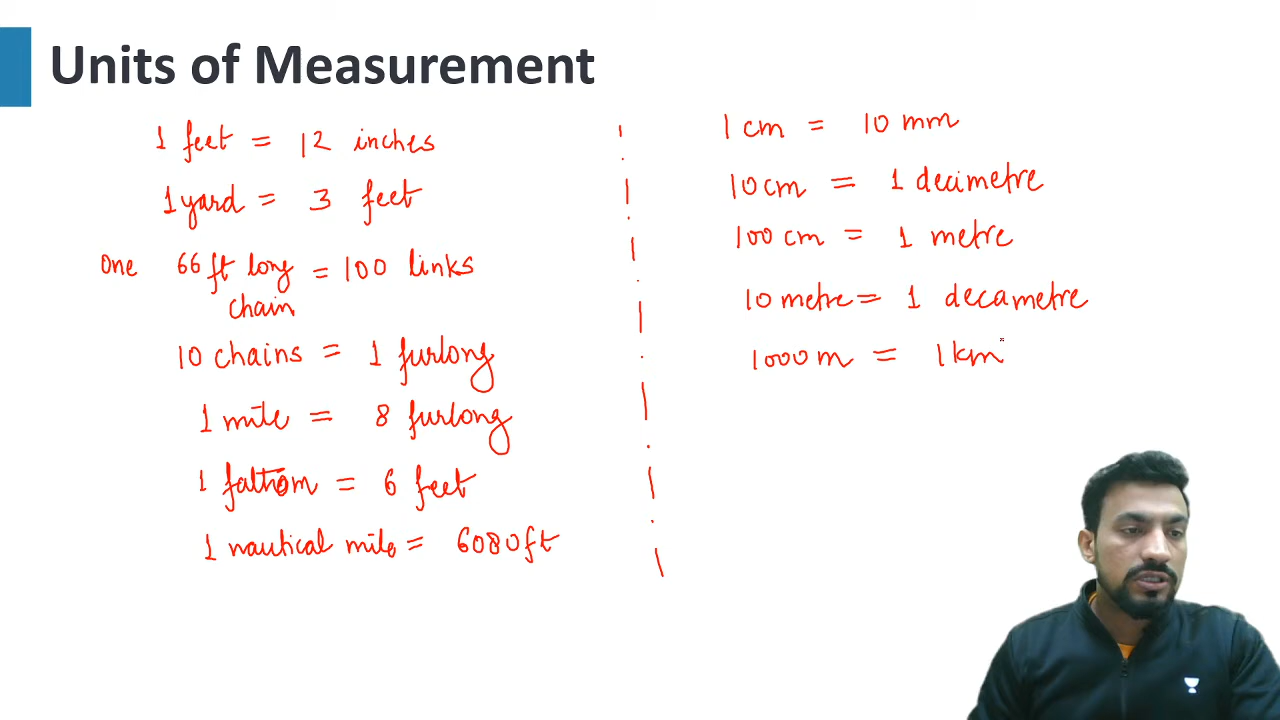 Units of Measurement
1 feet = 12 inches
1 yard = 3 feet
One 66 ft long = 100 links
chain
10 chains = 1 furlong
1 mile = 8 furlong
1 fathom = 6 feet
1 nautical mile = 6080 ft
1 cm = 10 mm
10 cm = 1 decimetre
100 cm = 1 metre
10 metre = 1 decametre
1000 m = 1 km